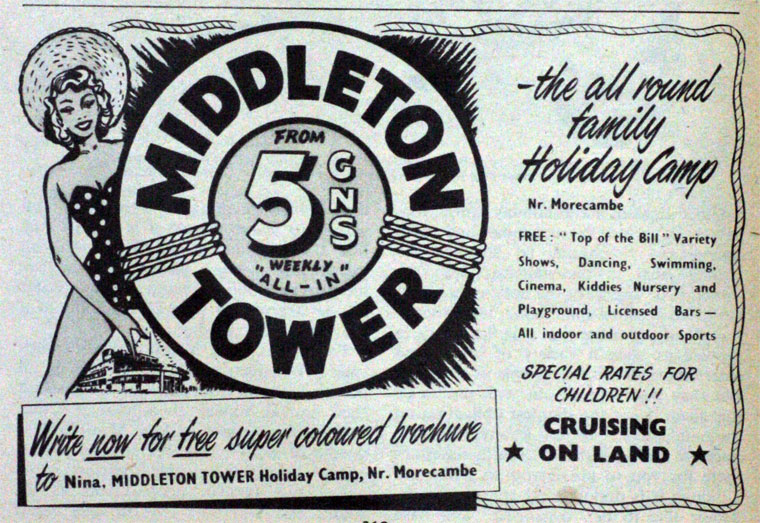 MIDDLETON
TOWER
FROM
5 GNS
"WEEKLY
ALL-IN"
-the all round
family
Holiday Camp
Nr. Morecambe
FREE: "Top of the Bill" Variety
Shows, Dancing, Swimming,
Cinema, Kiddies Nursery and
Playground, Licensed Bars—
All indoor and outdoor Sports
SPECIAL RATES FOR
CHILDREN!!
CRUISING
★ ON LAND ★
Write now for free super coloured brochure
to Nina, MIDDLETON TOWER Holiday Camp, Nr. Morecambe